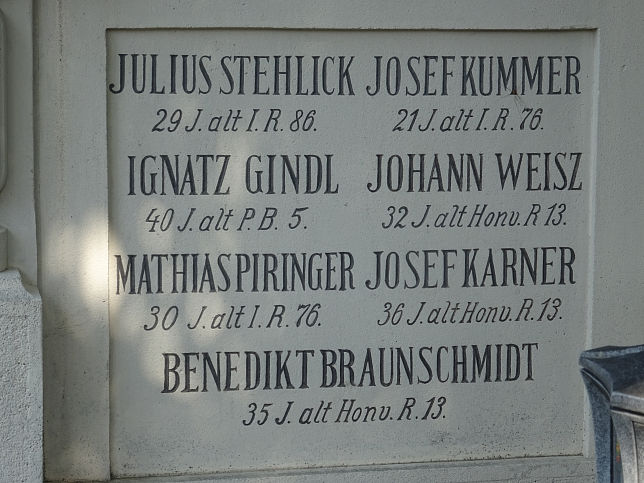 JULIUS STEHLICK JOSEF KUMMER
29 J. alt I. R. 86. 21 J. alt I. R. 76.
IGNATZ GINDL JOHANN WEISZ
40 J. alt P. B. 5. 32 J. alt Honv. R 13.
MATHIAS PIRINGER JOSEF KARNER
30 J. alt I. R. 76. 36 J. alt Honv. R. 13.
BENEDIKT BRAUNSCHMIDT
35 J. alt Honv. R. 13.